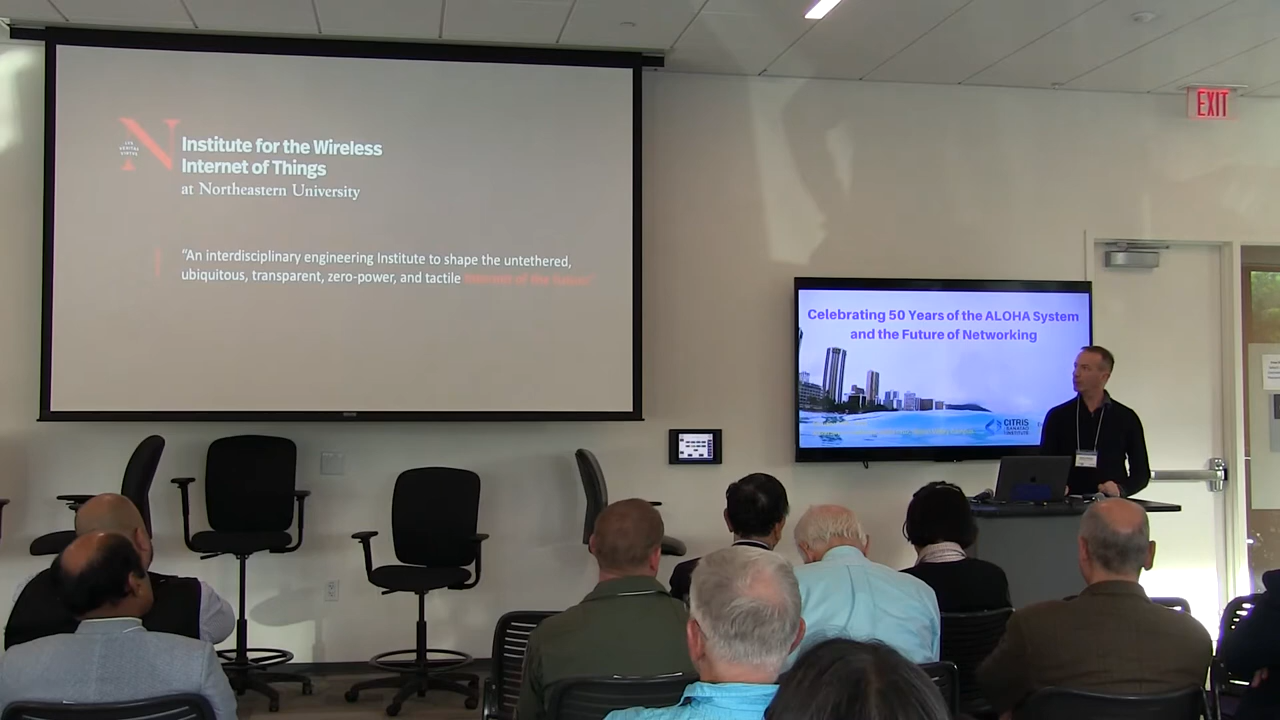 Institute for the Wireless
Internet of Things
at Northeastern University
“An interdisciplinary engineering Institute to shape the untethered,
ubiquitous, transparent, zero-power, and tactile
EXIT
Celebrating 50 Years of the ALOHA System
and the Future of Networking
CITRIS